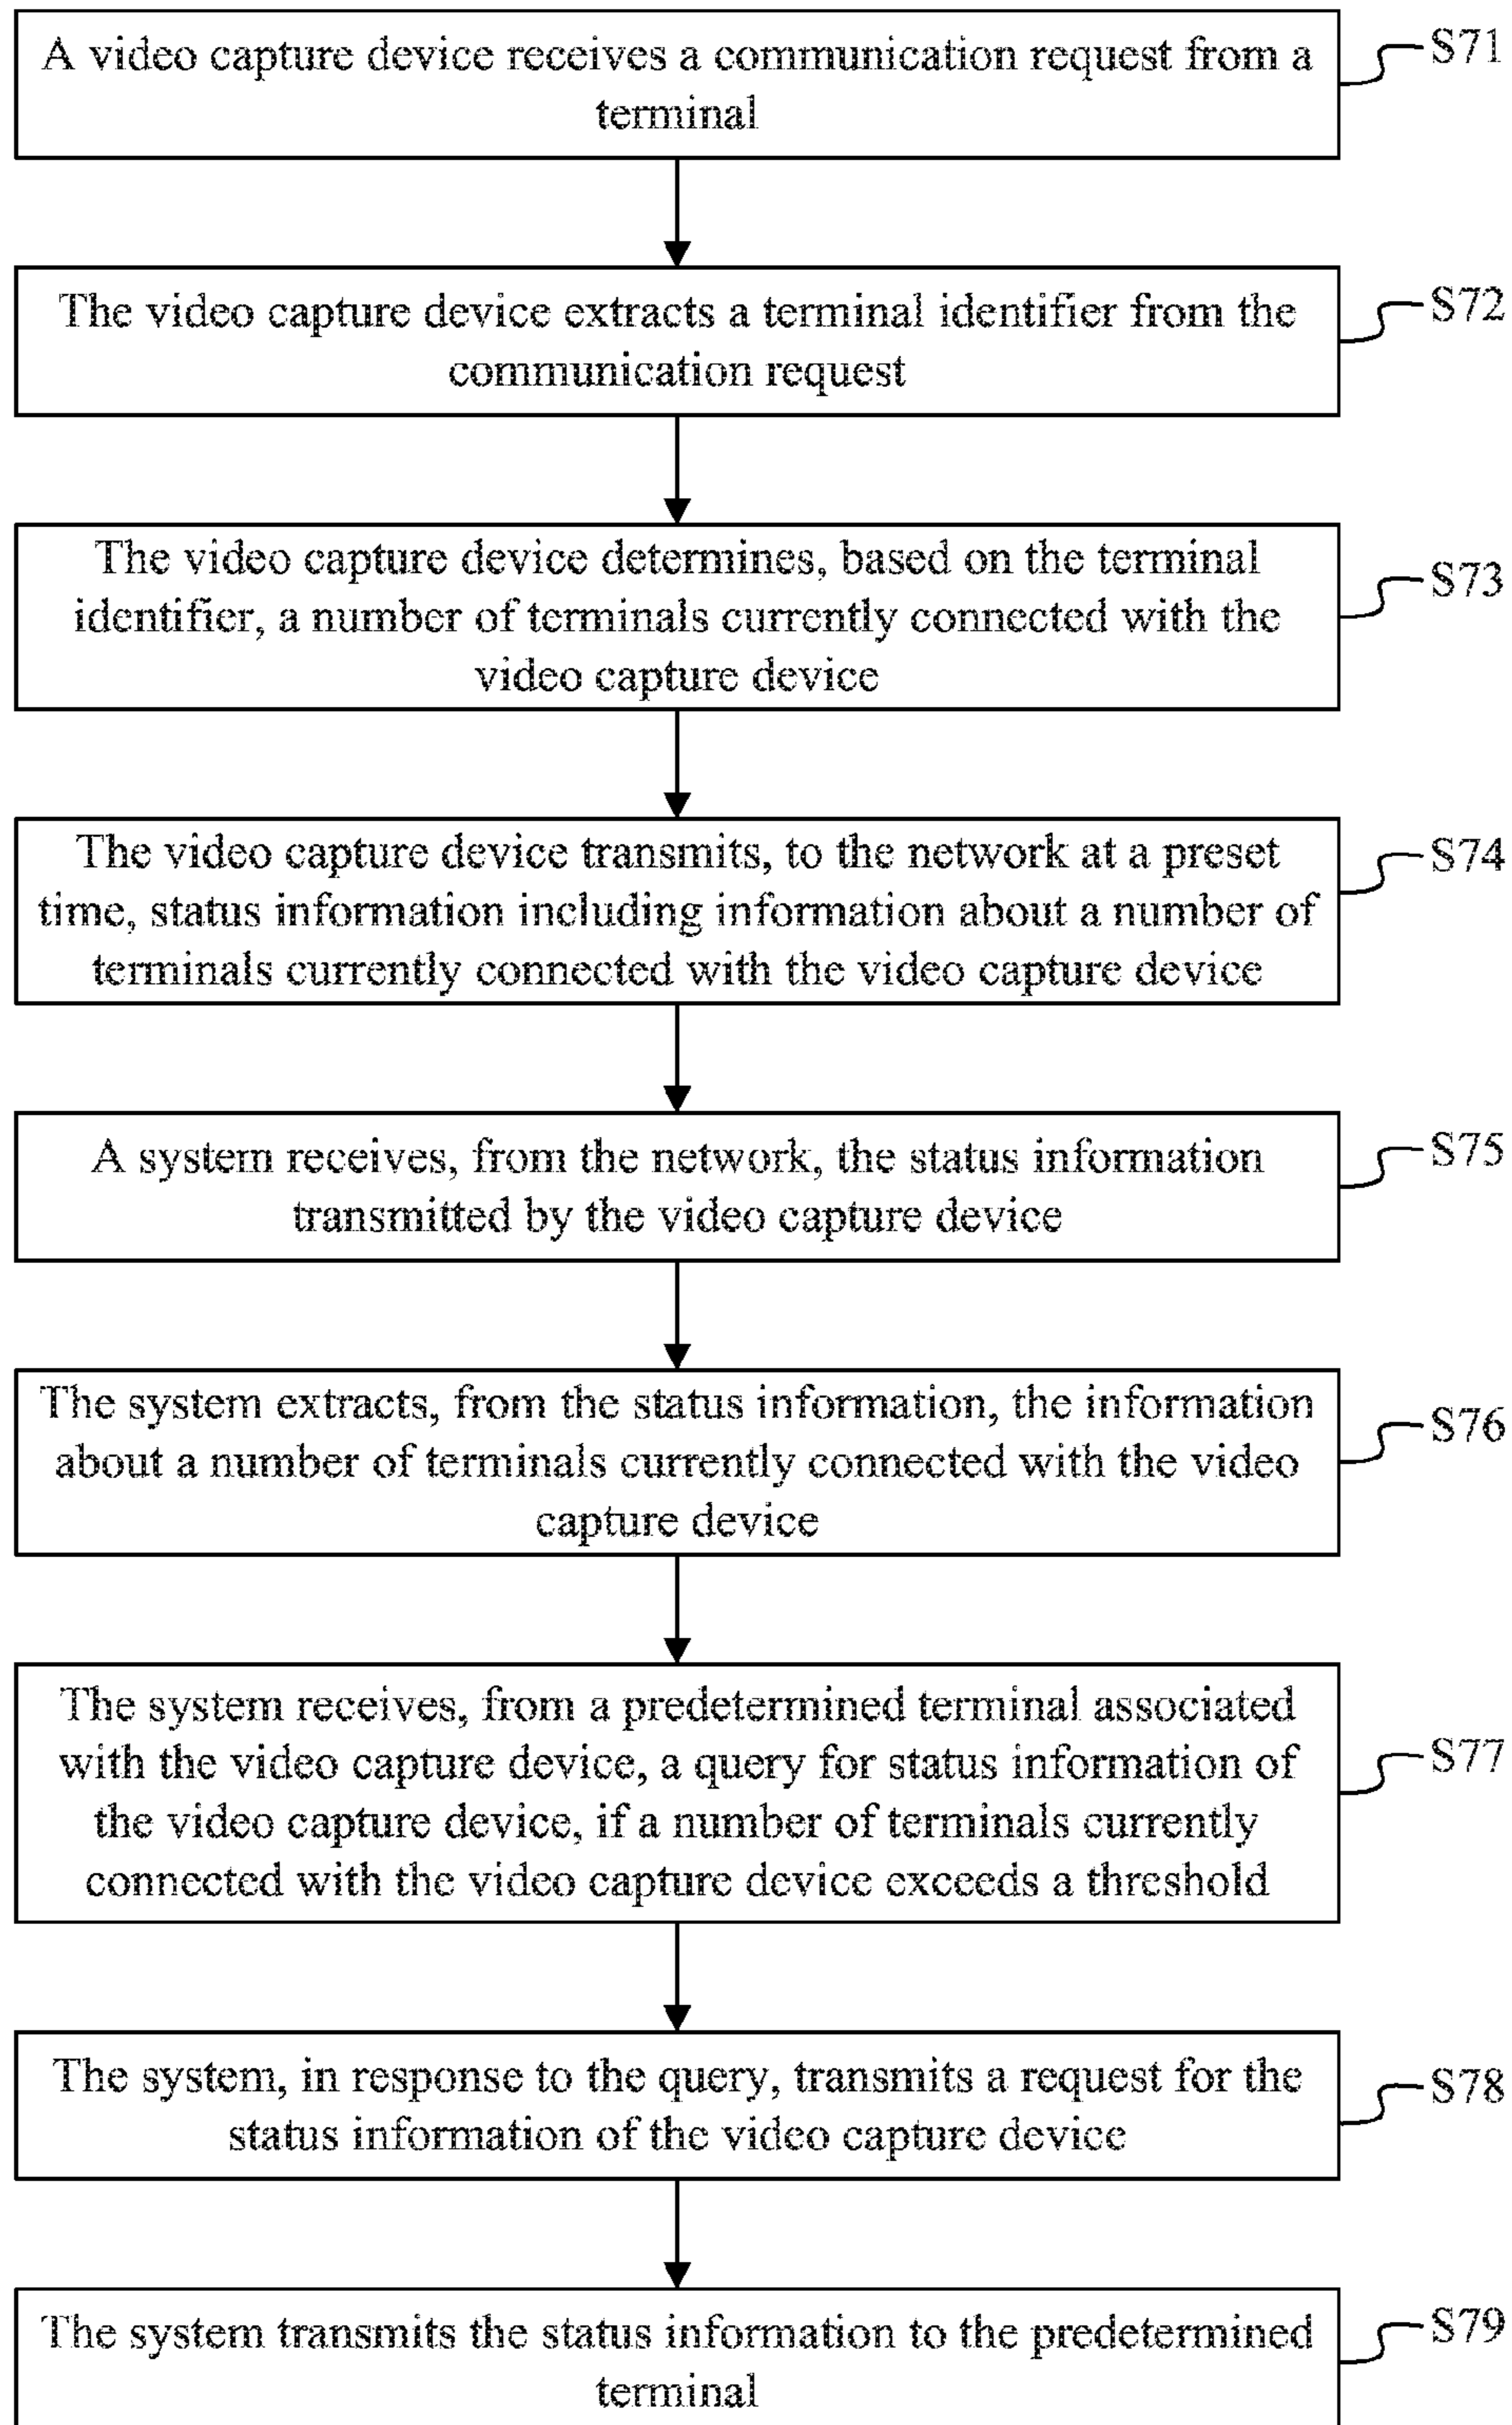 A video capture device receives a communication request from a
terminal
S71
The video capture device extracts a terminal identifier from the
communication request
S72
The video capture device determines, based on the terminal
identifier, a number of terminals currently connected with the
video capture device
S73
The video capture device transmits, to the network at a preset
time, status information including information about a number of
terminals currently connected with the video capture device
S74
A system receives, from the network, the status information
transmitted by the video capture device
S75
The system extracts, from the status information, the information
about a number of terminals currently connected with the video
capture device
S76
The system receives, from a predetermined terminal associated
with the video capture device, a query for status information of
the video capture device, if a number of terminals currently
connected with the video capture device exceeds a threshold
S77
The system, in response to the query, transmits a request for the
status information of the video capture device
S78
The system transmits the status information to the predetermined
terminal
S79